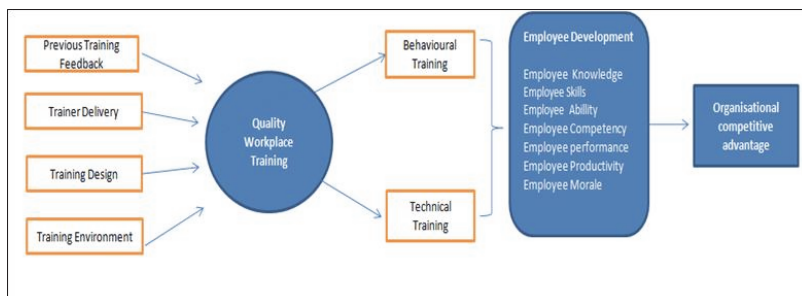 Previous Training
Feedback
Trainer Delivery
Training Design
Training Environment
Quality
Workplace
Training
Behavioural
Training
Technical
Training
Employee Development
Employee Knowledge
Employee Skills
Employee Ability
Employee Competency
Employee performance
Employee Productivity
Employee Morale
Organisational
competitive
advantage